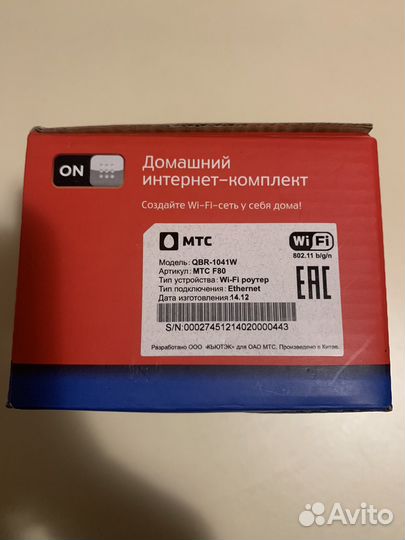 ON
Домашний
интернет-комплект
Создайте Wi-Fi-сеть у себя дома!
МТС
Wi Fi
802.11 b/g/n
Модель: QBR-1041W
Артикул: МТС F80
Тип устройства: Wi-Fi роутер
Тип подключения: Ethernet
Дата изготовления: 14.12
EAC
S/N:00027451214020000443
Разработано ООО «КЬЮТЭК» для ОАО МТС. Произведено в Китае.
Avito